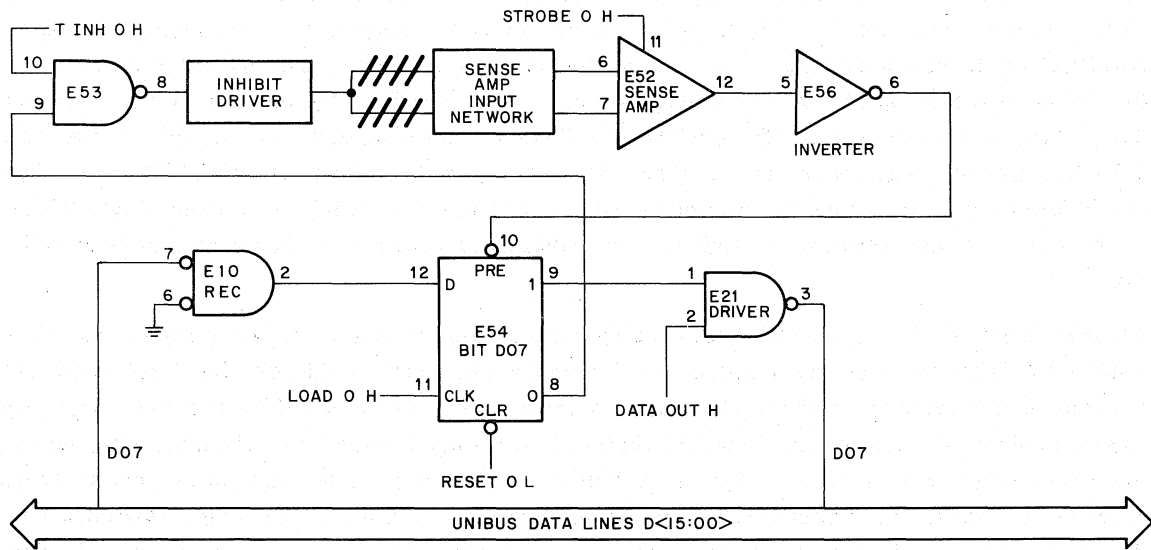 STROBE 0 H
T INH 0 H
11
10
E53
9
8
INHIBIT
DRIVER
SENSE
AMP
INPUT
NETWORK
6
7
E52
SENSE
AMP
12
5
E56
6
INVERTER
7
E10
REC
6
2
12
10
PRE
D
1
9
E54
BIT D07
LOAD 0 H
11
CLK
0
8
CLR
RESET 0 L
1
E21
DRIVER
2
3
DATA OUT H
D07
D07
UNIBUS DATA LINES D<15:00>